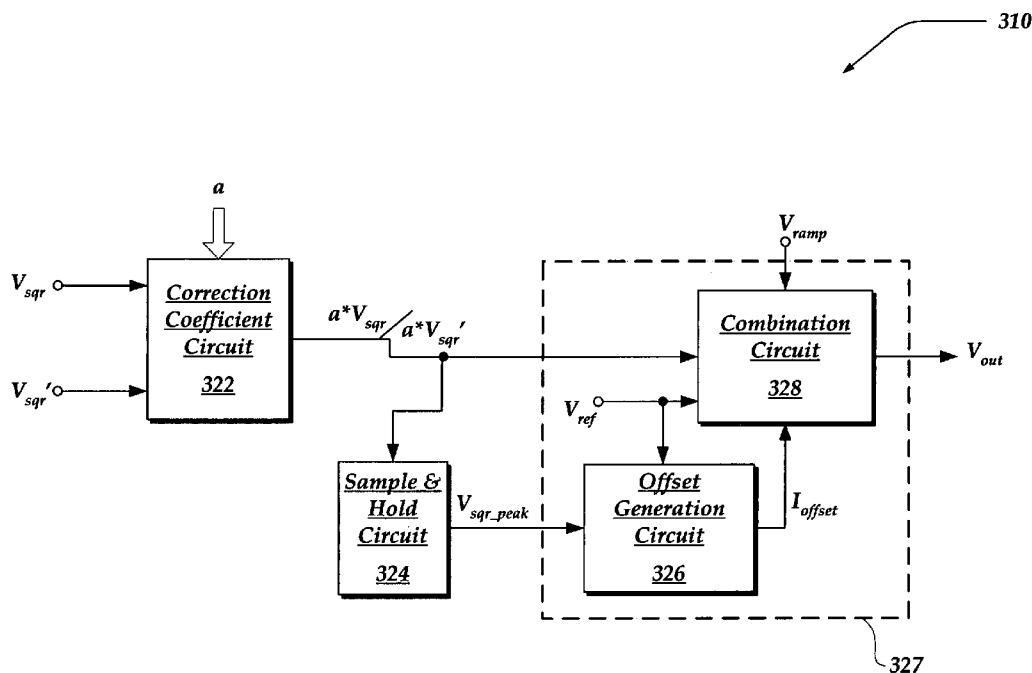 310
a
V_ramp
V_sqr
Correction
Coefficient
Circuit
322
a*V_sqr
a*V_sqr'
Combination
Circuit
328
V_out
V_sqr'
V_ref
Sample &
Hold
Circuit
324
V_sqr_peak
Offset
Generation
Circuit
326
I_offset
327